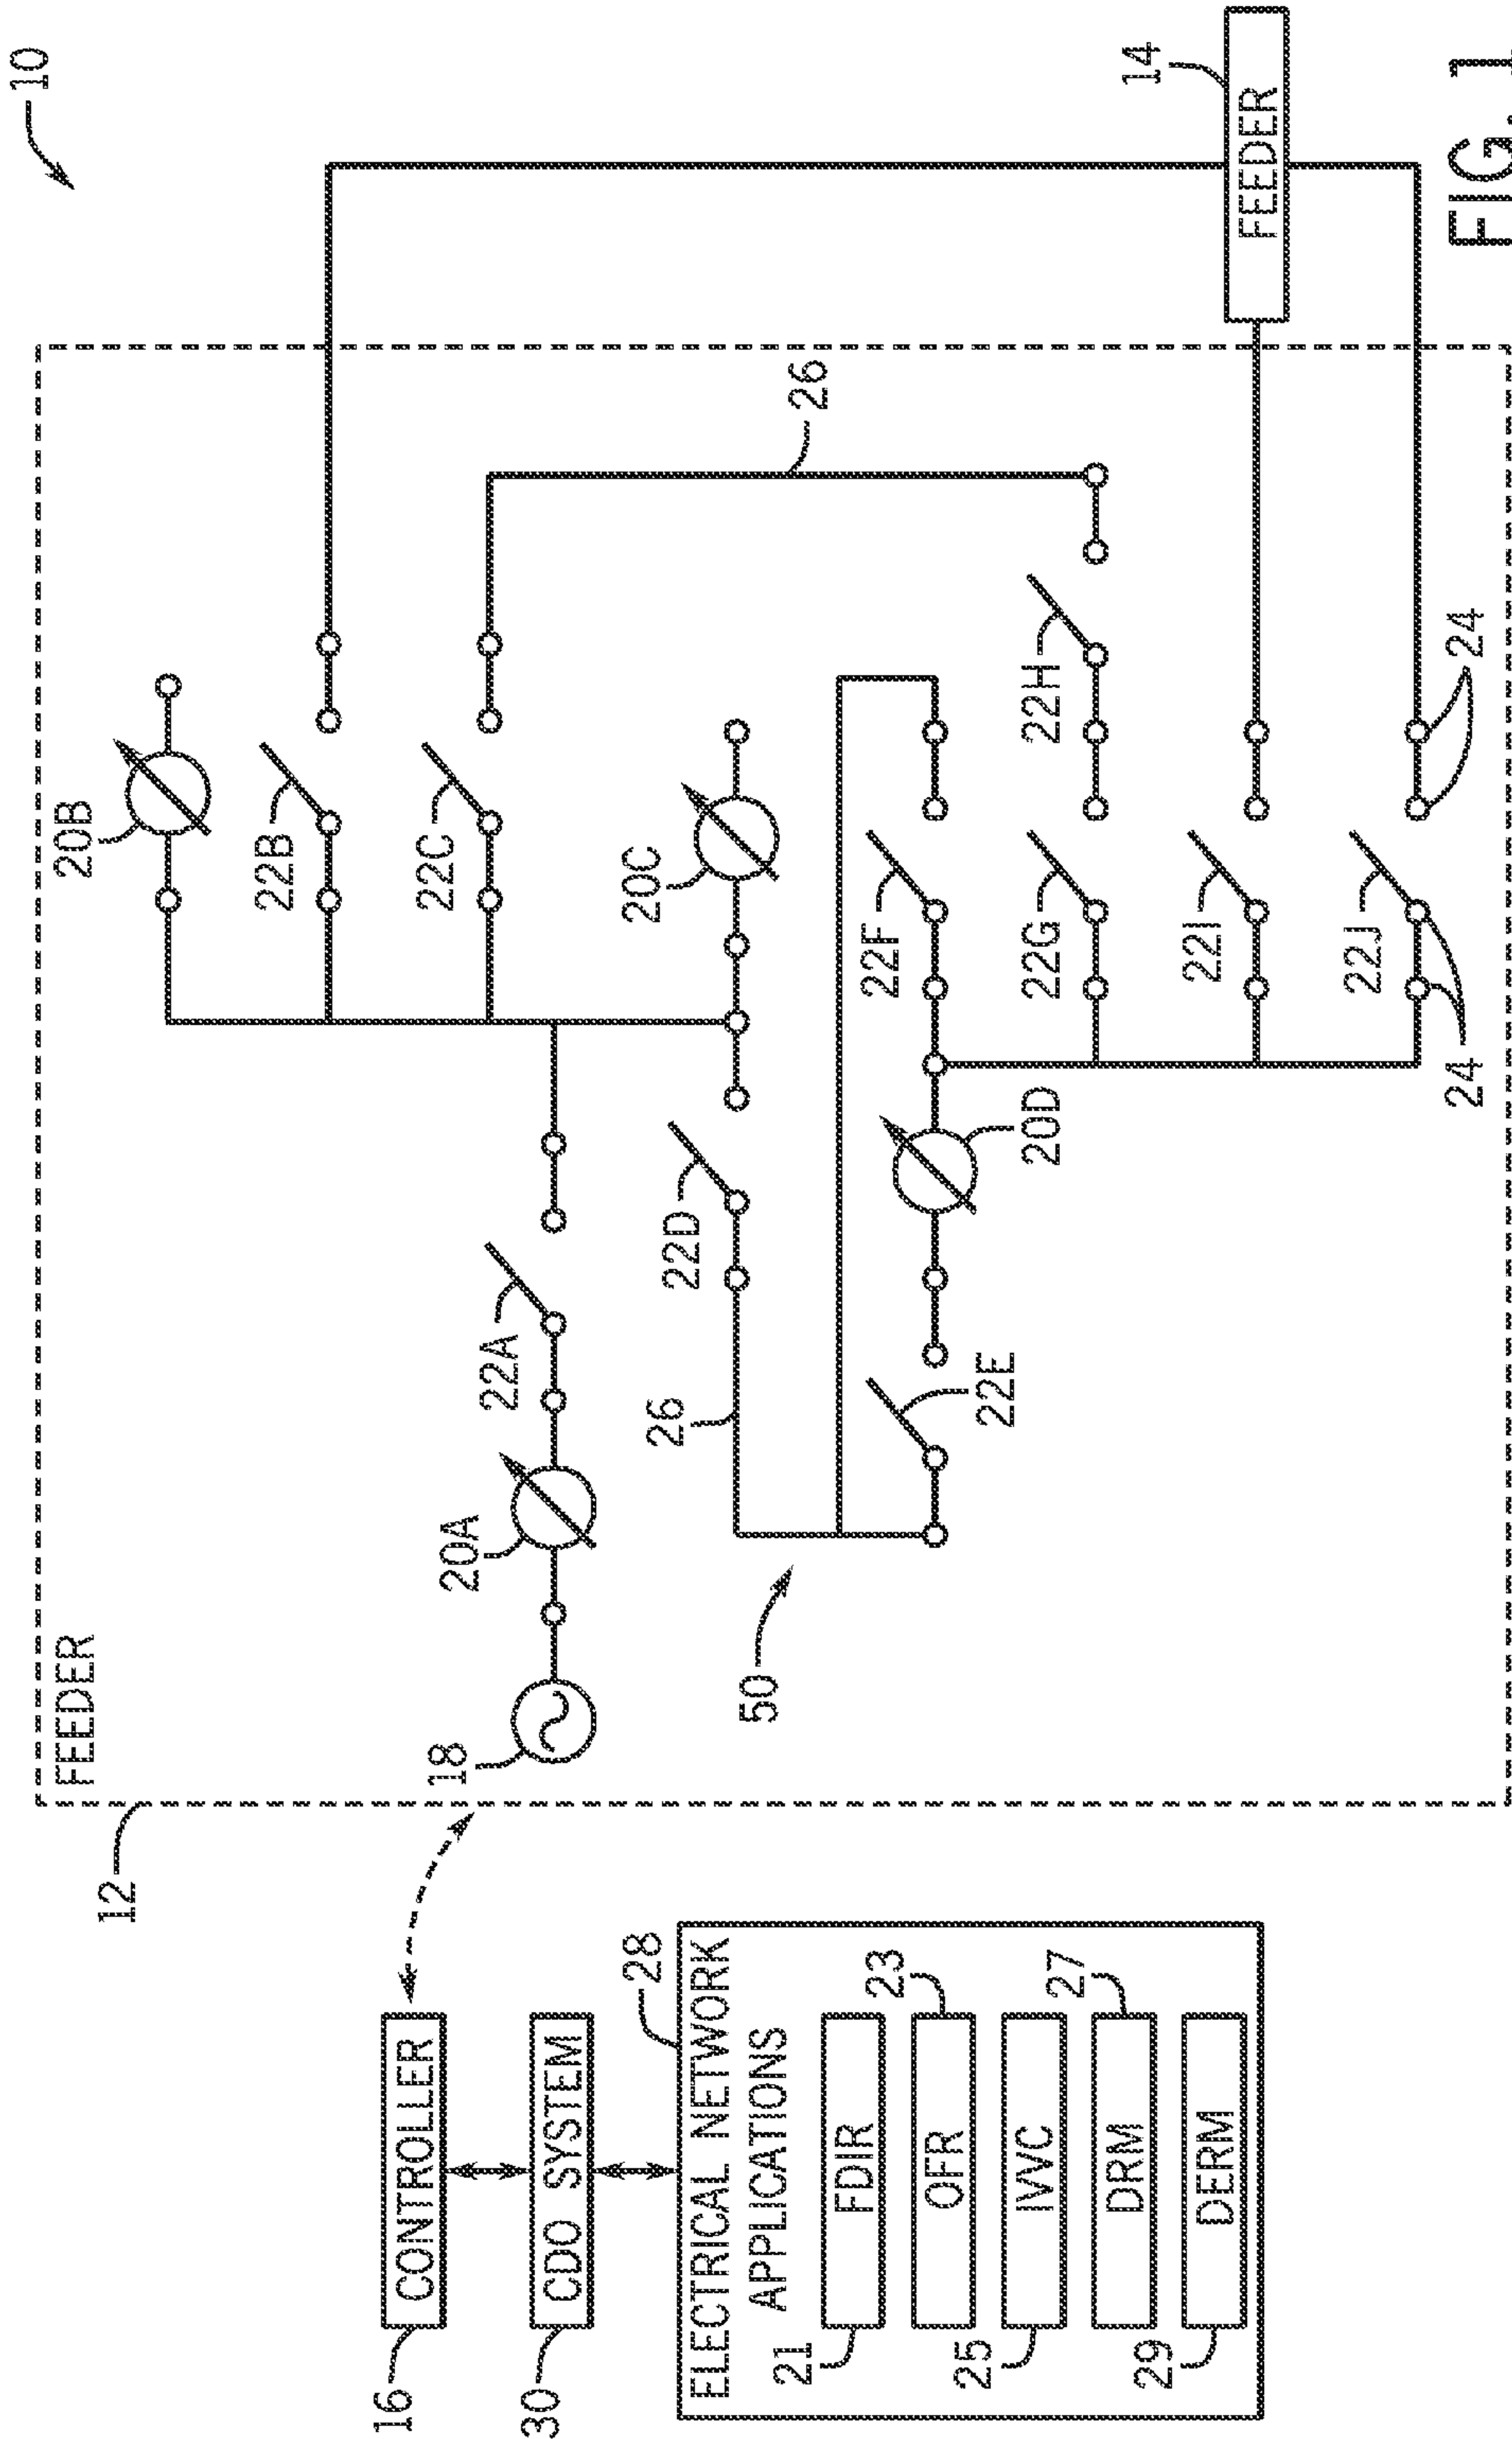 10
12
FEEDER
20B
22B
22C
22A
20A
18
20C
22D
26
26
50
22F
22E
20D
22G
22H
22I
22J
24
24
14
FEEDER
16
CONTROLLER
30
CDO SYSTEM
28
ELECTRICAL NETWORK
APPLICATIONS
21
FDIR
23
OFR
25
IVVC
27
DRM
29
DERM
FIG. 1